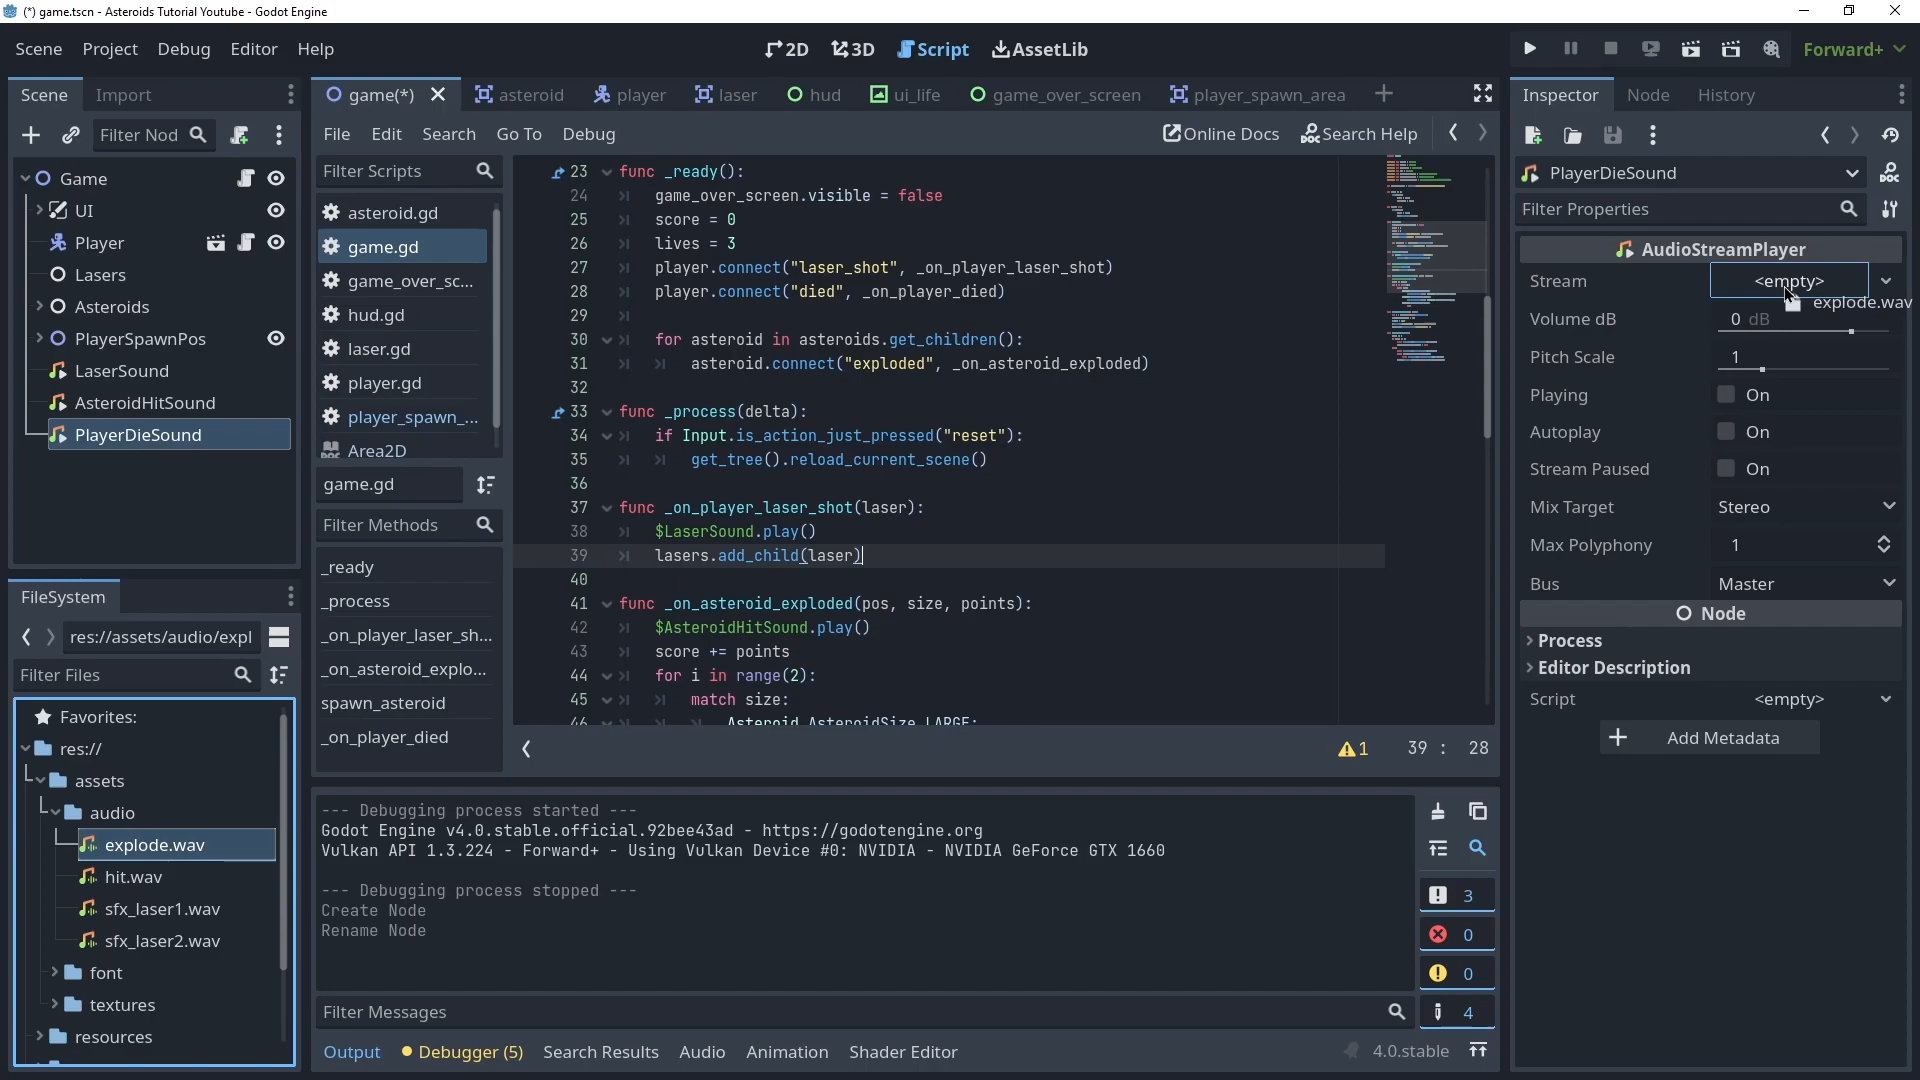 (*) game.tscn - Asteroids Tutorial Youtube - Godot Engine
Scene Project Debug Editor Help
2D 3D Script AssetLib
Forward+
Scene Import
Filter Nod
Game
UI
Player
Lasers
Asteroids
PlayerSpawnPos
LaserSound
AsteroidHitSound
PlayerDieSound
FileSystem
res://assets/audio/expl
Filter Files
Favorites:
res://
assets
audio
explode.wav
hit.wav
sfx_laser1.wav
sfx_laser2.wav
font
textures
resources
game(*) asteroid player laser hud ui_life game_over_screen player_spawn_area
File Edit Search Go To Debug
Online Docs Search Help
Filter Scripts
asteroid.gd
game.gd
game_over_sc...
hud.gd
laser.gd
player.gd
player_spawn_...
Area2D
game.gd
Filter Methods
_ready
_process
_on_player_laser_sh...
_on_asteroid_explo...
spawn_asteroid
_on_player_died
23 func _ready():
24 game_over_screen.visible = false
25 score = 0
26 lives = 3
27 player.connect("laser_shot", _on_player_laser_shot)
28 player.connect("died", _on_player_died)
29
30 for asteroid in asteroids.get_children():
31 asteroid.connect("exploded", _on_asteroid_exploded)
32
33 func _process(delta):
34 if Input.is_action_just_pressed("reset"):
35 get_tree().reload_current_scene()
36
37 func _on_player_laser_shot(laser):
38 $LaserSound.play()
39 lasers.add_child(laser)
40
41 func _on_asteroid_exploded(pos, size, points):
42 $AsteroidHitSound.play()
43 score += points
44 for i in range(2):
45 match size:
46 Asteroid.AsteroidSize.LARGE:
1 39 : 28
--- Debugging process started ---
Godot Engine v4.0.stable.official.92bee43ad - https://godotengine.org
Vulkan API 1.3.224 - Forward+ - Using Vulkan Device #0: NVIDIA - NVIDIA GeForce GTX 1660
--- Debugging process stopped ---
Create Node
Rename Node
3
0
0
4
Filter Messages
Output Debugger (5) Search Results Audio Animation Shader Editor
4.0.stable
Inspector Node History
PlayerDieSound
Filter Properties
AudioStreamPlayer
Stream <empty>
explode.wav
Volume dB 0 dB
Pitch Scale 1
Playing On
Autoplay On
Stream Paused On
Mix Target Stereo
Max Polyphony 1
Bus Master
Node
Process
Editor Description
Script <empty>
Add Metadata